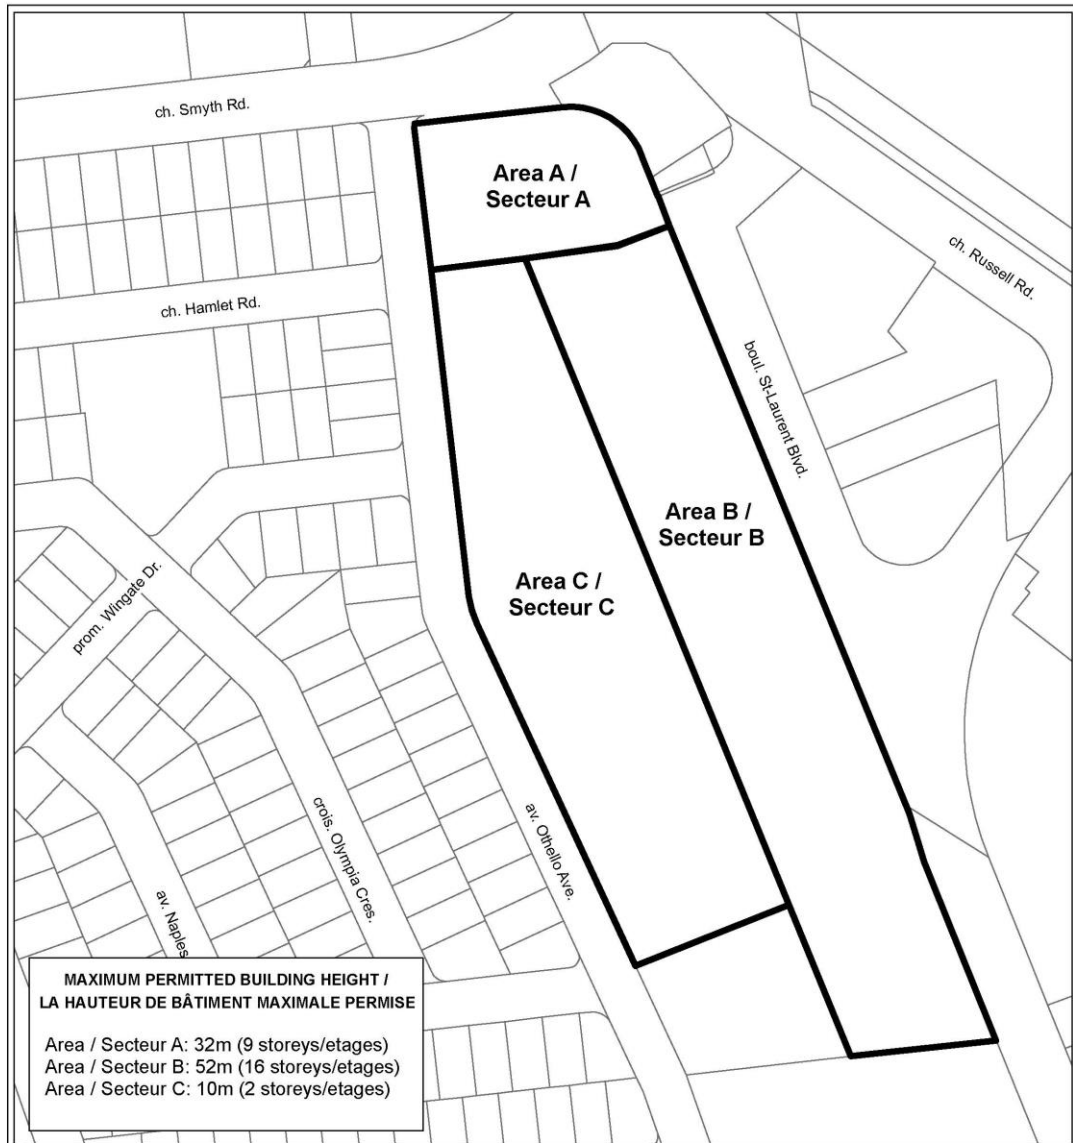 ch. Smyth Rd.
Area A /
Secteur A
ch. Russell Rd.
ch. Hamlet Rd.
boul. St-Laurent Blvd.
Area B /
Secteur B
Area C /
Secteur C
prom. Wingate Dr.
crois. Olympia Cres.
av. Othello Ave.
av. Naples
MAXIMUM PERMITTED BUILDING HEIGHT /
LA HAUTEUR DE BÂTIMENT MAXIMALE PERMISE
Area / Secteur A: 32m (9 storeys/etages)
Area / Secteur B: 52m (16 storeys/etages)
Area / Secteur C: 10m (2 storeys/etages)